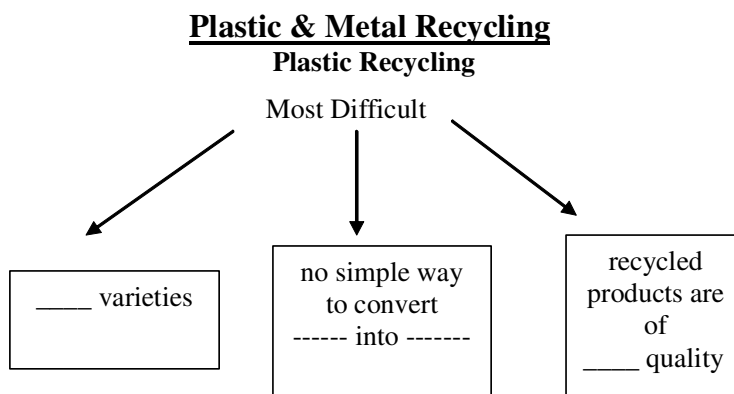 Plastic & Metal Recycling
Plastic Recycling
Most Difficult
____ varieties
no simple way
to convert
------ into -------
recycled
products are
of
____ quality